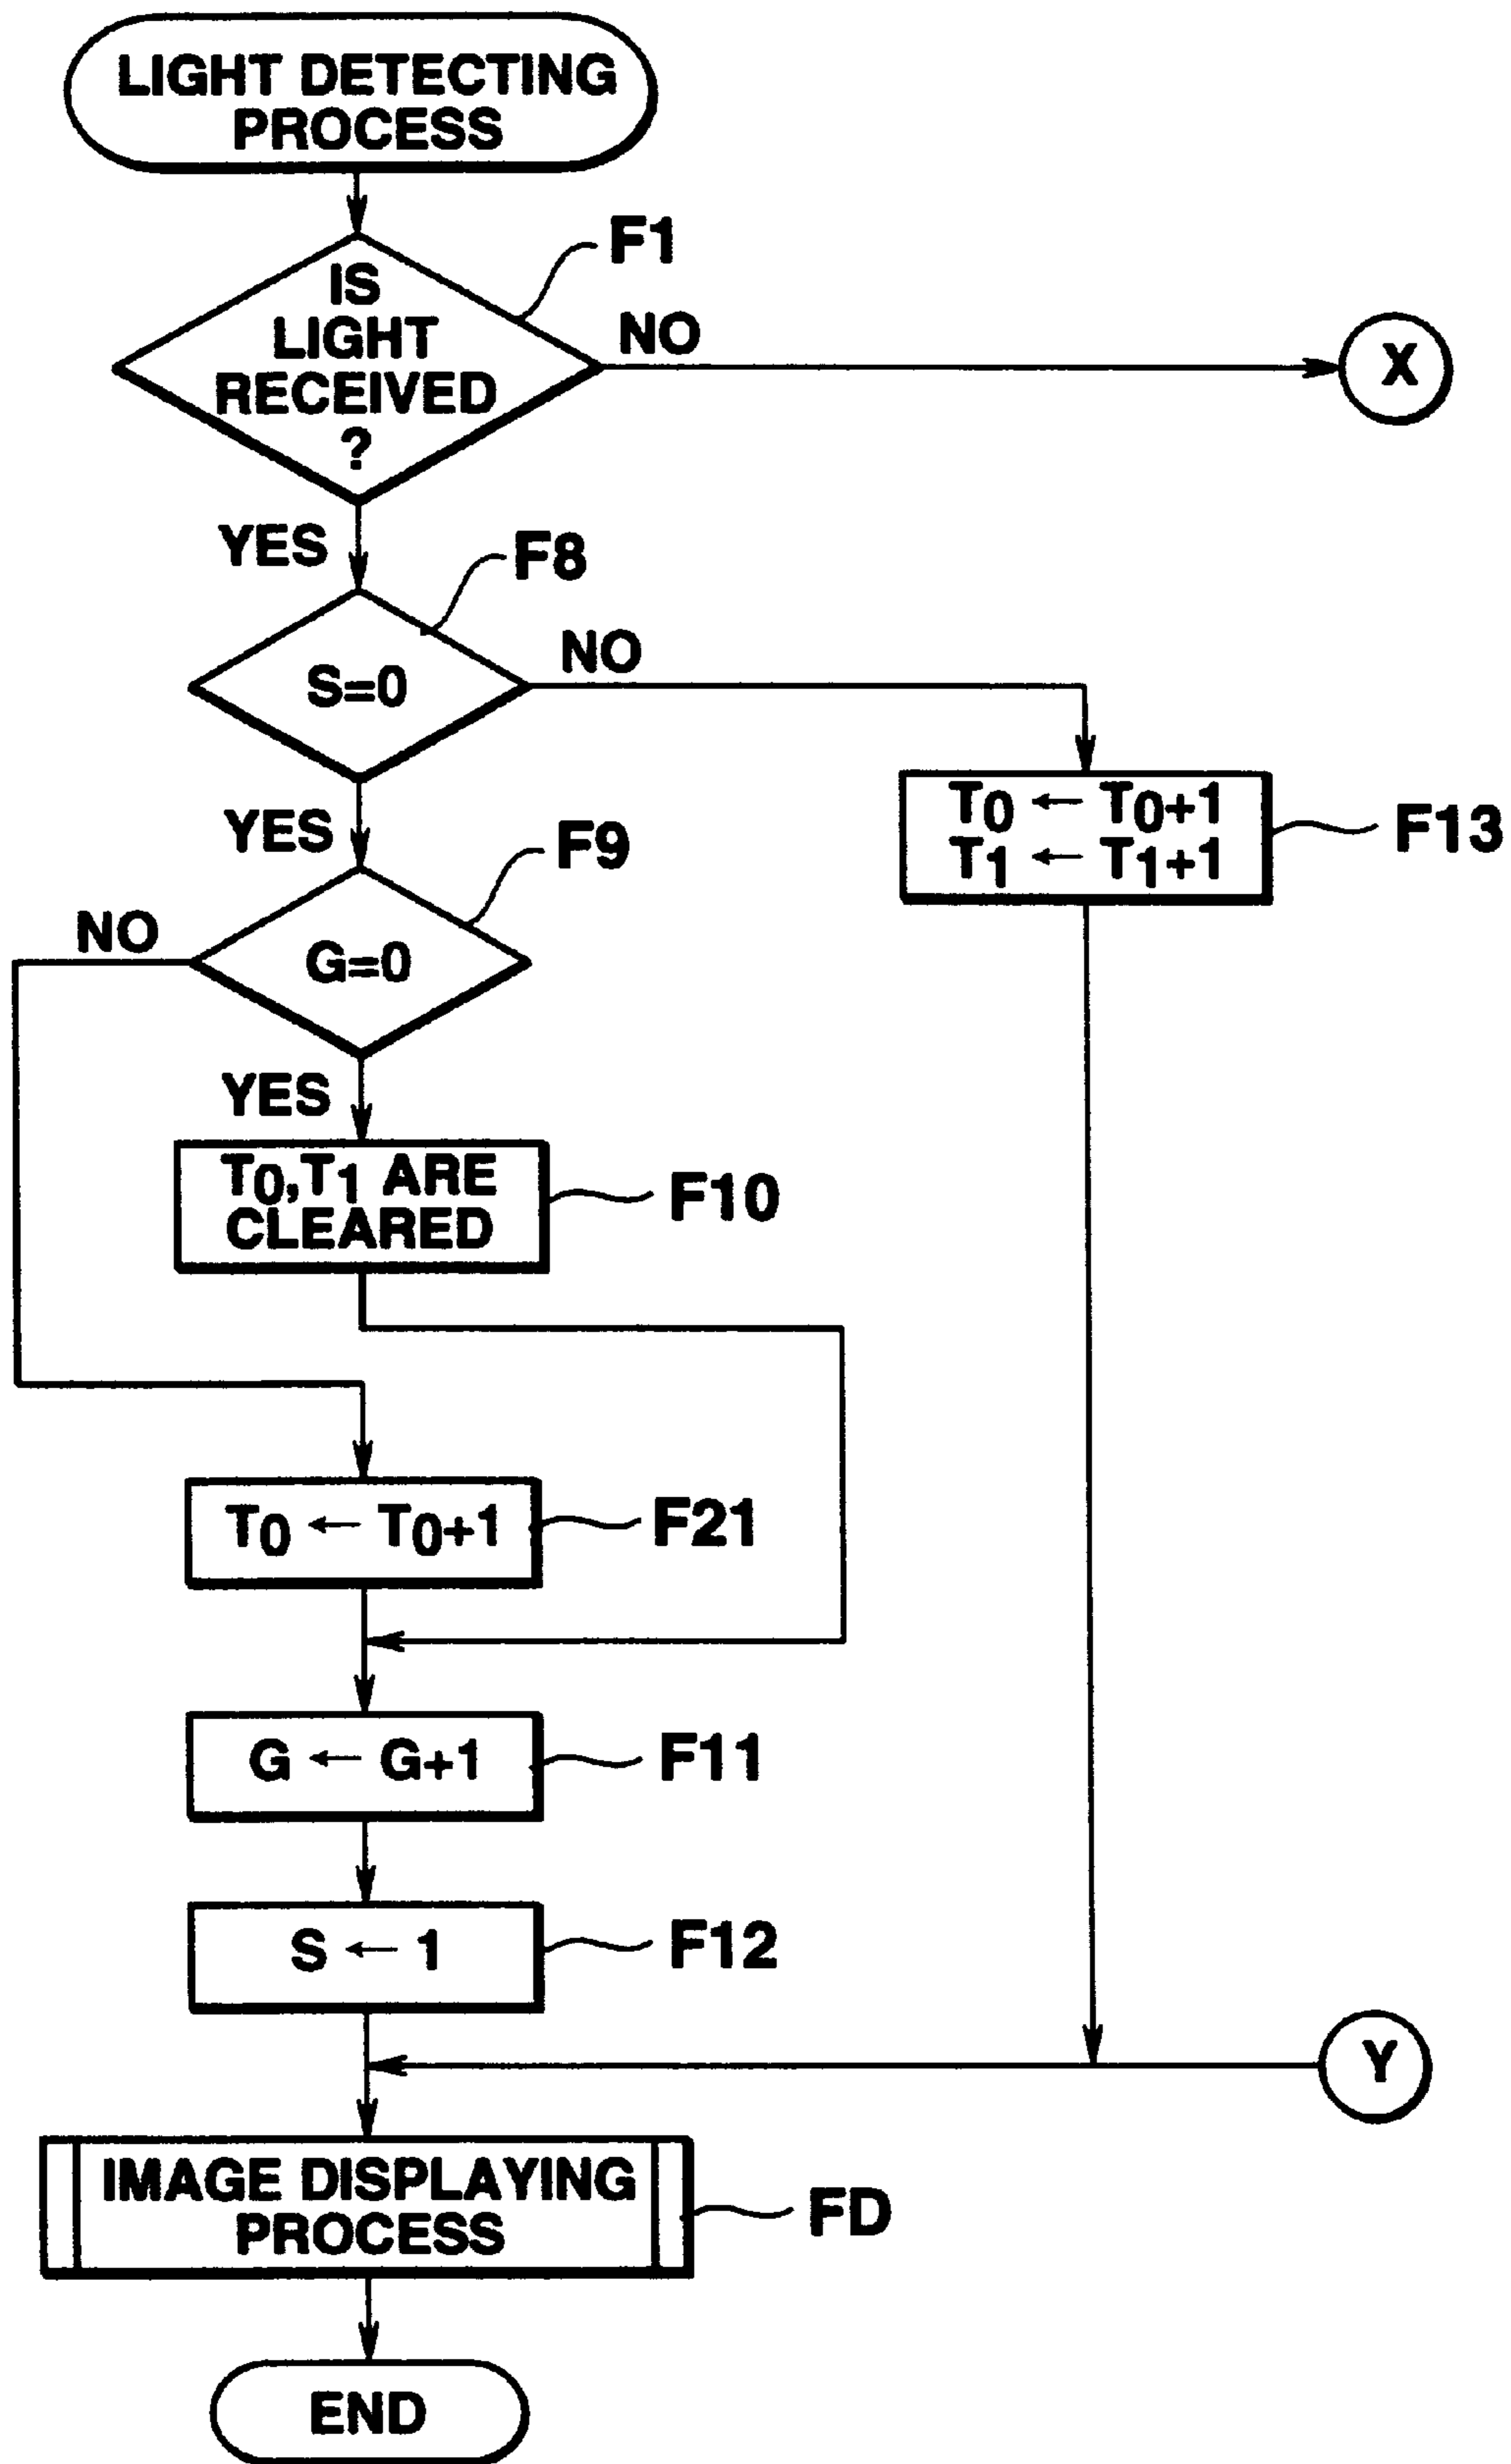 LIGHT DETECTING
PROCESS
F1
IS
LIGHT
RECEIVED
?
NO
X
YES
F8
S=0
NO
T0 ← T0+1
T1 ← T1+1
F13
YES
F9
NO
G=0
YES
T0,T1 ARE
CLEARED
F10
T0 ← T0+1
F21
G ← G+1
F11
S ← 1
F12
Y
IMAGE DISPLAYING
PROCESS
FD
END